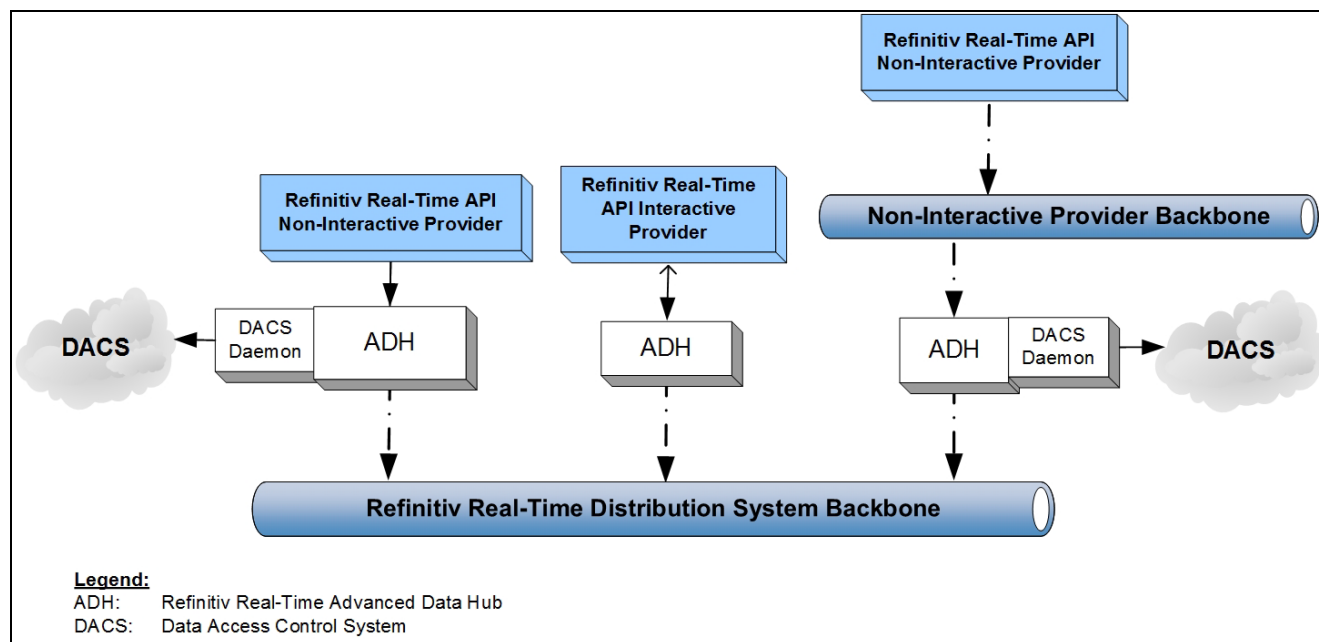 Refinitiv Real-Time API
Non-Interactive Provider
Refinitiv Real-Time API
Non-Interactive Provider
Refinitiv Real-Time
API Interactive
Provider
Non-Interactive Provider Backbone
DACS
DACS
Daemon
ADH
ADH
ADH
DACS
Daemon
DACS
Refinitiv Real-Time Distribution System Backbone
Legend:
ADH: Refinitiv Real-Time Advanced Data Hub
DACS: Data Access Control System